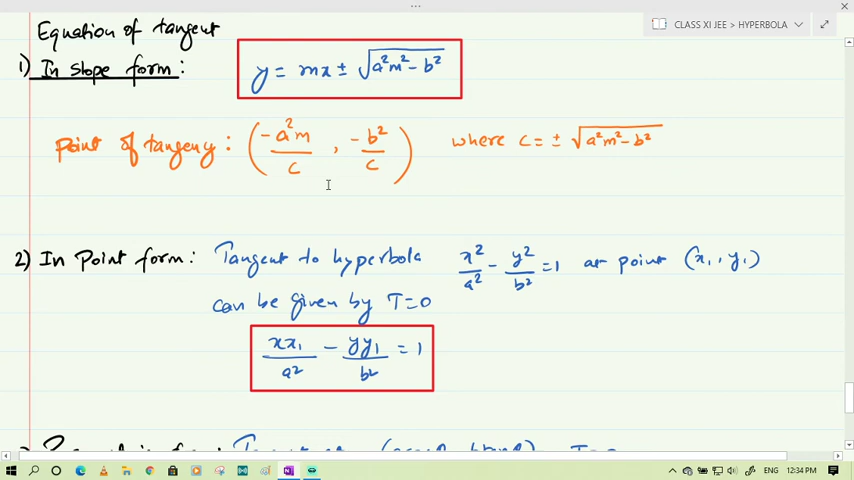 CLASS XI JEE > HYPERBOLA
Equation of tangent
1) In slope form : y = mx ± √(a²m² - b²)
Point of tangency : (-a²m/c , -b²/c) where c = ± √(a²m² - b²)
2) In Point form : Tangent to hyperbola x²/a² - y²/b² = 1 at point (x₁, y₁)
can be given by T=0
xx₁/a² - yy₁/b² = 1
ENG 12:34 PM